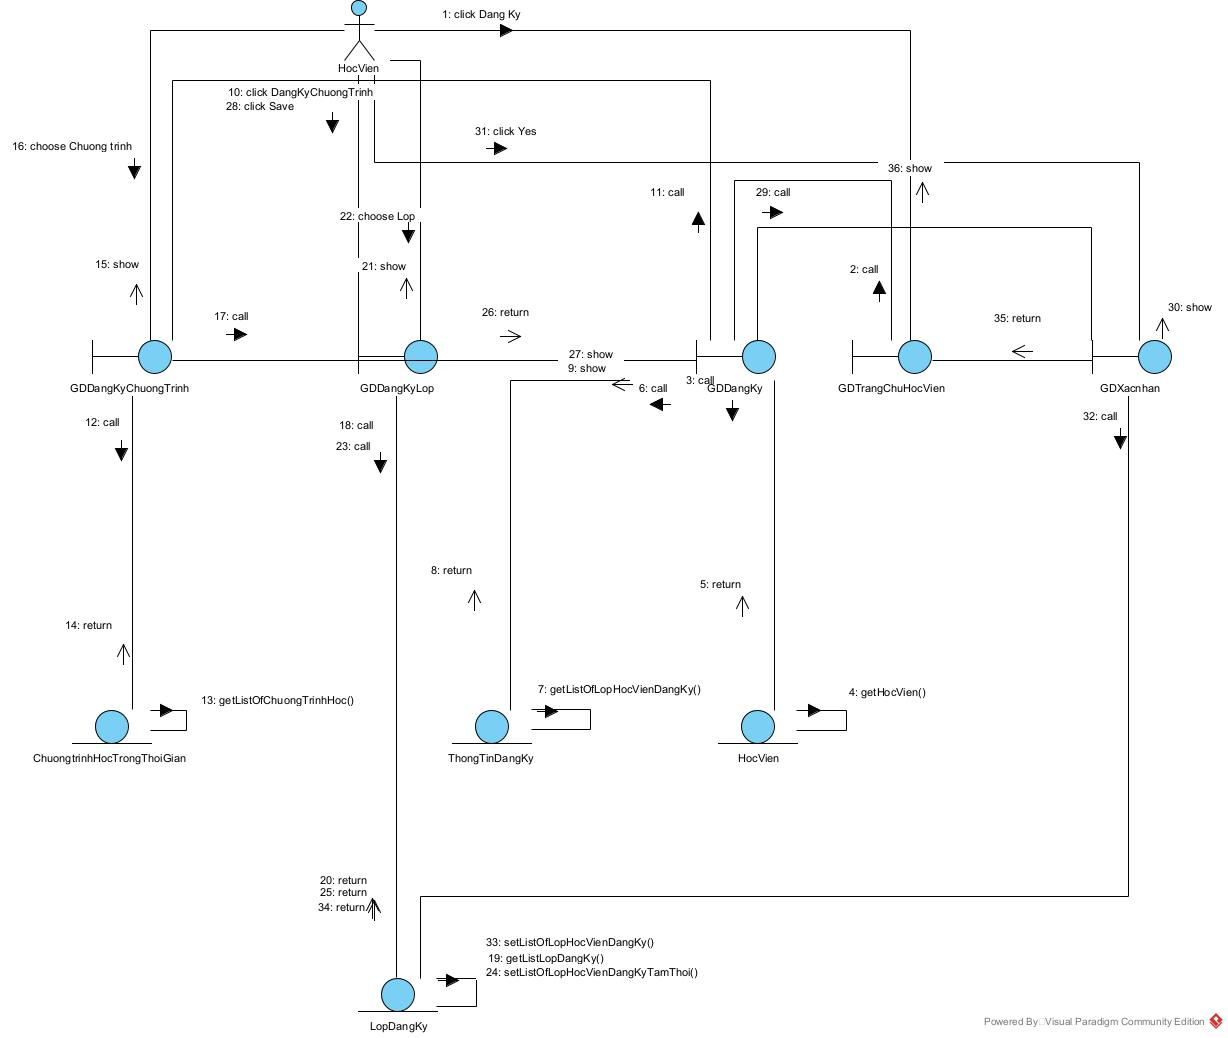 1: click Dang Ky
HocVien
10: click DangKyChuongTrinh
28: click Save
31: click Yes
16: choose Chuong trinh
36: show
11: call
29: call
22: choose Lop
15: show
21: show
2: call
17: call
26: return
35: return
30: show
27: show
9: show
GDDangKyChuongTrinh
GDDangKyLop
6: call
3: call
GDDangKy
GDTrangChuHocVien
GDXacnhan
12: call
18: call
23: call
32: call
8: return
5: return
14: return
13: getListOfChuongTrinhHoc()
7: getListOfLopHocVienDangKy()
4: getHocVien()
ChuongtrinhHocTrongThoiGian
ThongTinDangKy
HocVien
20: return
25: return
34: return
33: setListOfLopHocVienDangKy()
19: getListLopDangKy()
24: setListOfLopHocVienDangKyTamThoi()
LopDangKy
Powered By Visual Paradigm Community Edition